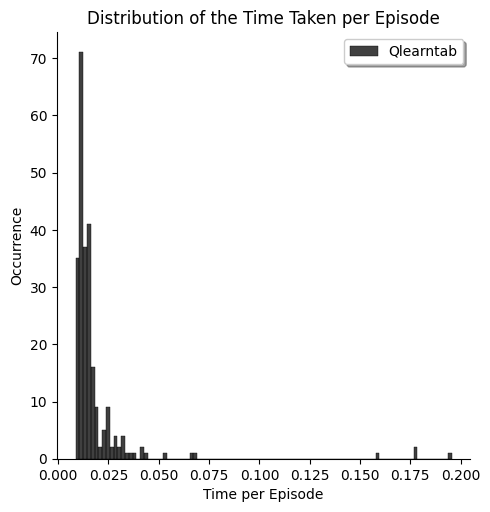 Distribution of the Time Taken per Episode
Qlearntab
70
60
50
40
30
20
10
0
Occurrence
0.000 0.025 0.050 0.075 0.100 0.125 0.150 0.175 0.200
Time per Episode